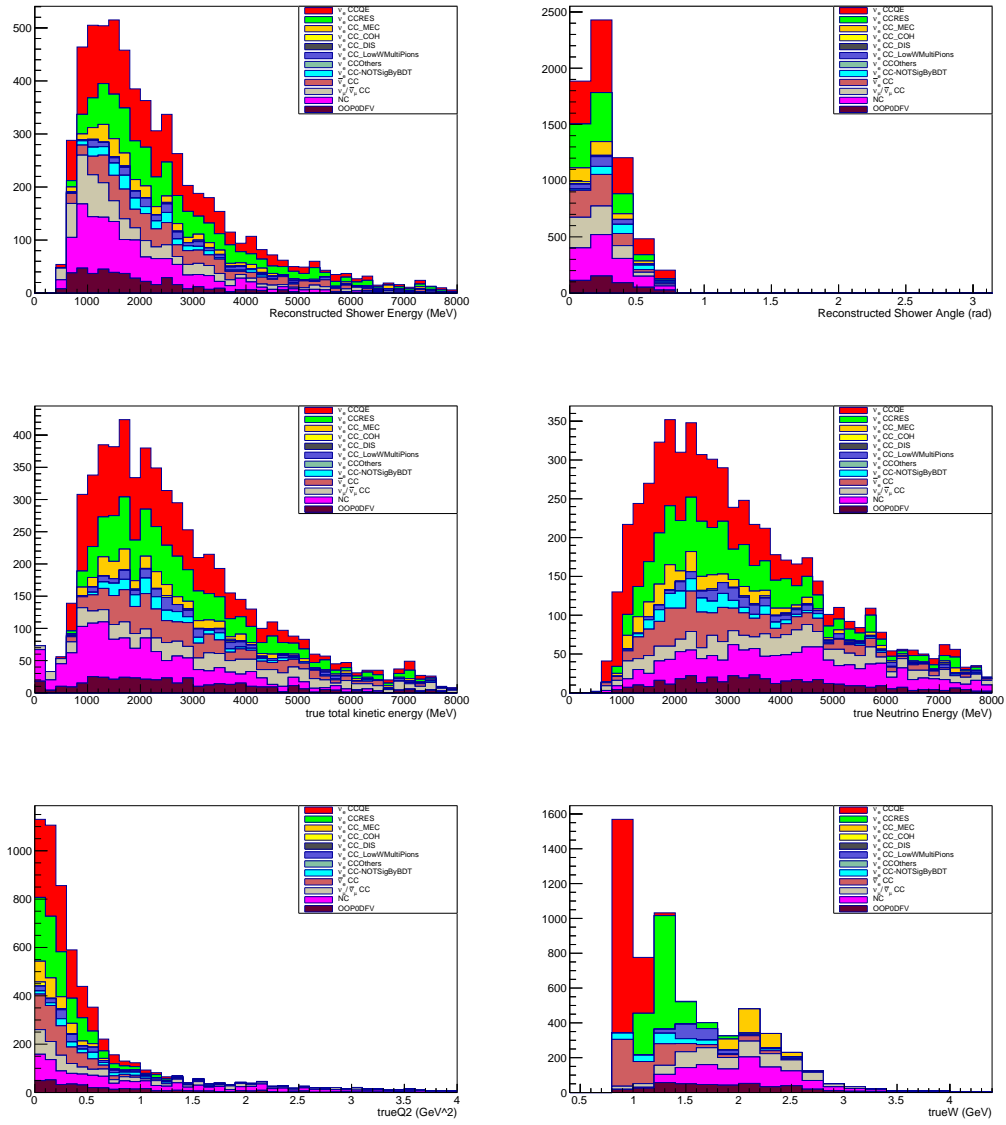 500
400
300
200
100
0
ν_e CCQE
ν_e CCRES
ν_e CC_MEC
ν_e CC_COH
ν_e CC_DIS
ν_e CC_LowWMultiPions
ν_e CCOthers
ν_e CC-NOTSigByBDT
ν̅_e CC
ν_μ/ν̅_μ CC
NC
OOP0DFV
0 1000 2000 3000 4000 5000 6000 7000 8000
Reconstructed Shower Energy (MeV)
2500
2000
1500
1000
500
0
ν_e CCQE
ν_e CCRES
ν_e CC_MEC
ν_e CC_COH
ν_e CC_DIS
ν_e CC_LowWMultiPions
ν_e CCOthers
ν_e CC-NOTSigByBDT
ν̅_e CC
ν_μ/ν̅_μ CC
NC
OOP0DFV
0 0.5 1 1.5 2 2.5 3
Reconstructed Shower Angle (rad)
400
350
300
250
200
150
100
50
0
ν_e CCQE
ν_e CCRES
ν_e CC_MEC
ν_e CC_COH
ν_e CC_DIS
ν_e CC_LowWMultiPions
ν_e CCOthers
ν_e CC-NOTSigByBDT
ν̅_e CC
ν_μ/ν̅_μ CC
NC
OOP0DFV
0 1000 2000 3000 4000 5000 6000 7000 8000
true total kinetic energy (MeV)
350
300
250
200
150
100
50
0
ν_e CCQE
ν_e CCRES
ν_e CC_MEC
ν_e CC_COH
ν_e CC_DIS
ν_e CC_LowWMultiPions
ν_e CCOthers
ν_e CC-NOTSigByBDT
ν̅_e CC
ν_μ/ν̅_μ CC
NC
OOP0DFV
0 1000 2000 3000 4000 5000 6000 7000 8000
true Neutrino Energy (MeV)
1000
800
600
400
200
0
ν_e CCQE
ν_e CCRES
ν_e CC_MEC
ν_e CC_COH
ν_e CC_DIS
ν_e CC_LowWMultiPions
ν_e CCOthers
ν_e CC-NOTSigByBDT
ν̅_e CC
ν_μ/ν̅_μ CC
NC
OOP0DFV
0 0.5 1 1.5 2 2.5 3 3.5 4
trueQ2 (GeV^2)
1600
1400
1200
1000
800
600
400
200
0
ν_e CCQE
ν_e CCRES
ν_e CC_MEC
ν_e CC_COH
ν_e CC_DIS
ν_e CC_LowWMultiPions
ν_e CCOthers
ν_e CC-NOTSigByBDT
ν̅_e CC
ν_μ/ν̅_μ CC
NC
OOP0DFV
0.5 1 1.5 2 2.5 3 3.5 4
trueW (GeV)